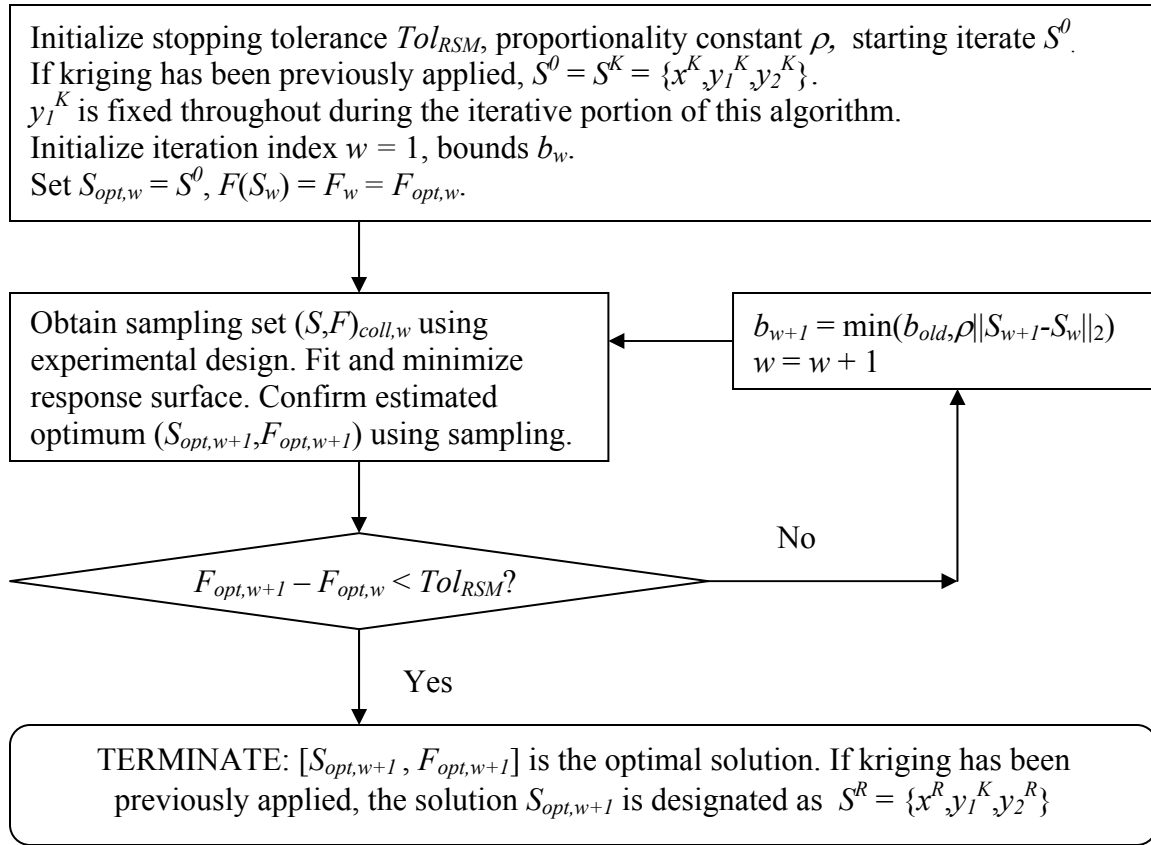 Initialize stopping tolerance Tol_RSM, proportionality constant ρ, starting iterate S^0.
If kriging has been previously applied, S^0 = S^K = {x^K,y_1^K,y_2^K}.
y_1^K is fixed throughout during the iterative portion of this algorithm.
Initialize iteration index w = 1, bounds b_w.
Set S_opt,w = S^0, F(S_w) = F_w = F_opt,w.
Obtain sampling set (S,F)_coll,w using
experimental design. Fit and minimize
response surface. Confirm estimated
optimum (S_opt,w+1,F_opt,w+1) using sampling.
b_w+1 = min(b_old,ρ||S_w+1-S_w||_2)
w = w + 1
No
F_opt,w+1 – F_opt,w < Tol_RSM?
Yes
TERMINATE: [S_opt,w+1 , F_opt,w+1] is the optimal solution. If kriging has been
previously applied, the solution S_opt,w+1 is designated as S^R = {x^R,y_1^K,y_2^R}